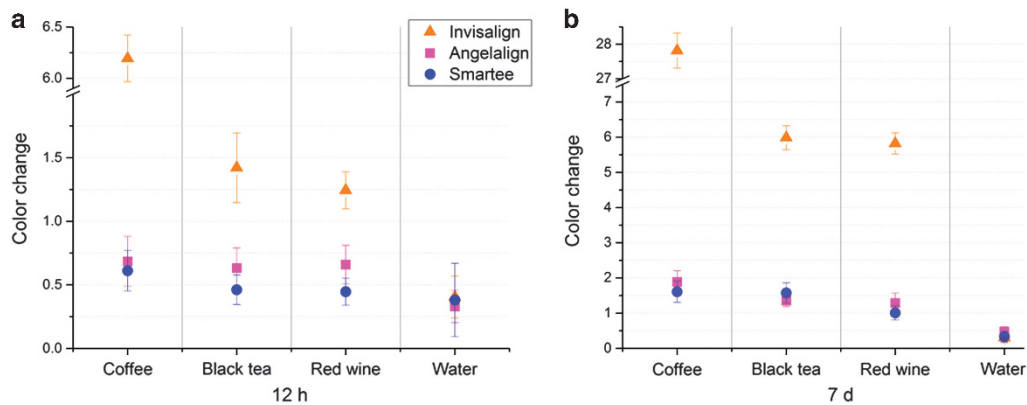 a
6.5
6.0
1.5
1.0
0.5
0.0
Color change
Invisalign
Angelalign
Smartee
Coffee Black tea Red wine Water
12 h
b
28
27
7
6
5
4
3
2
1
0
Color change
Coffee Black tea Red wine Water
7 d